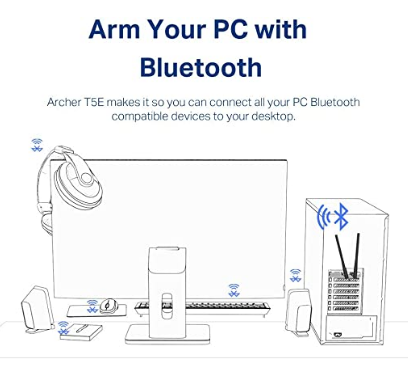 Arm Your PC with
Bluetooth
Archer T5E makes it so you can connect all your PC Bluetooth
compatible devices to your desktop.